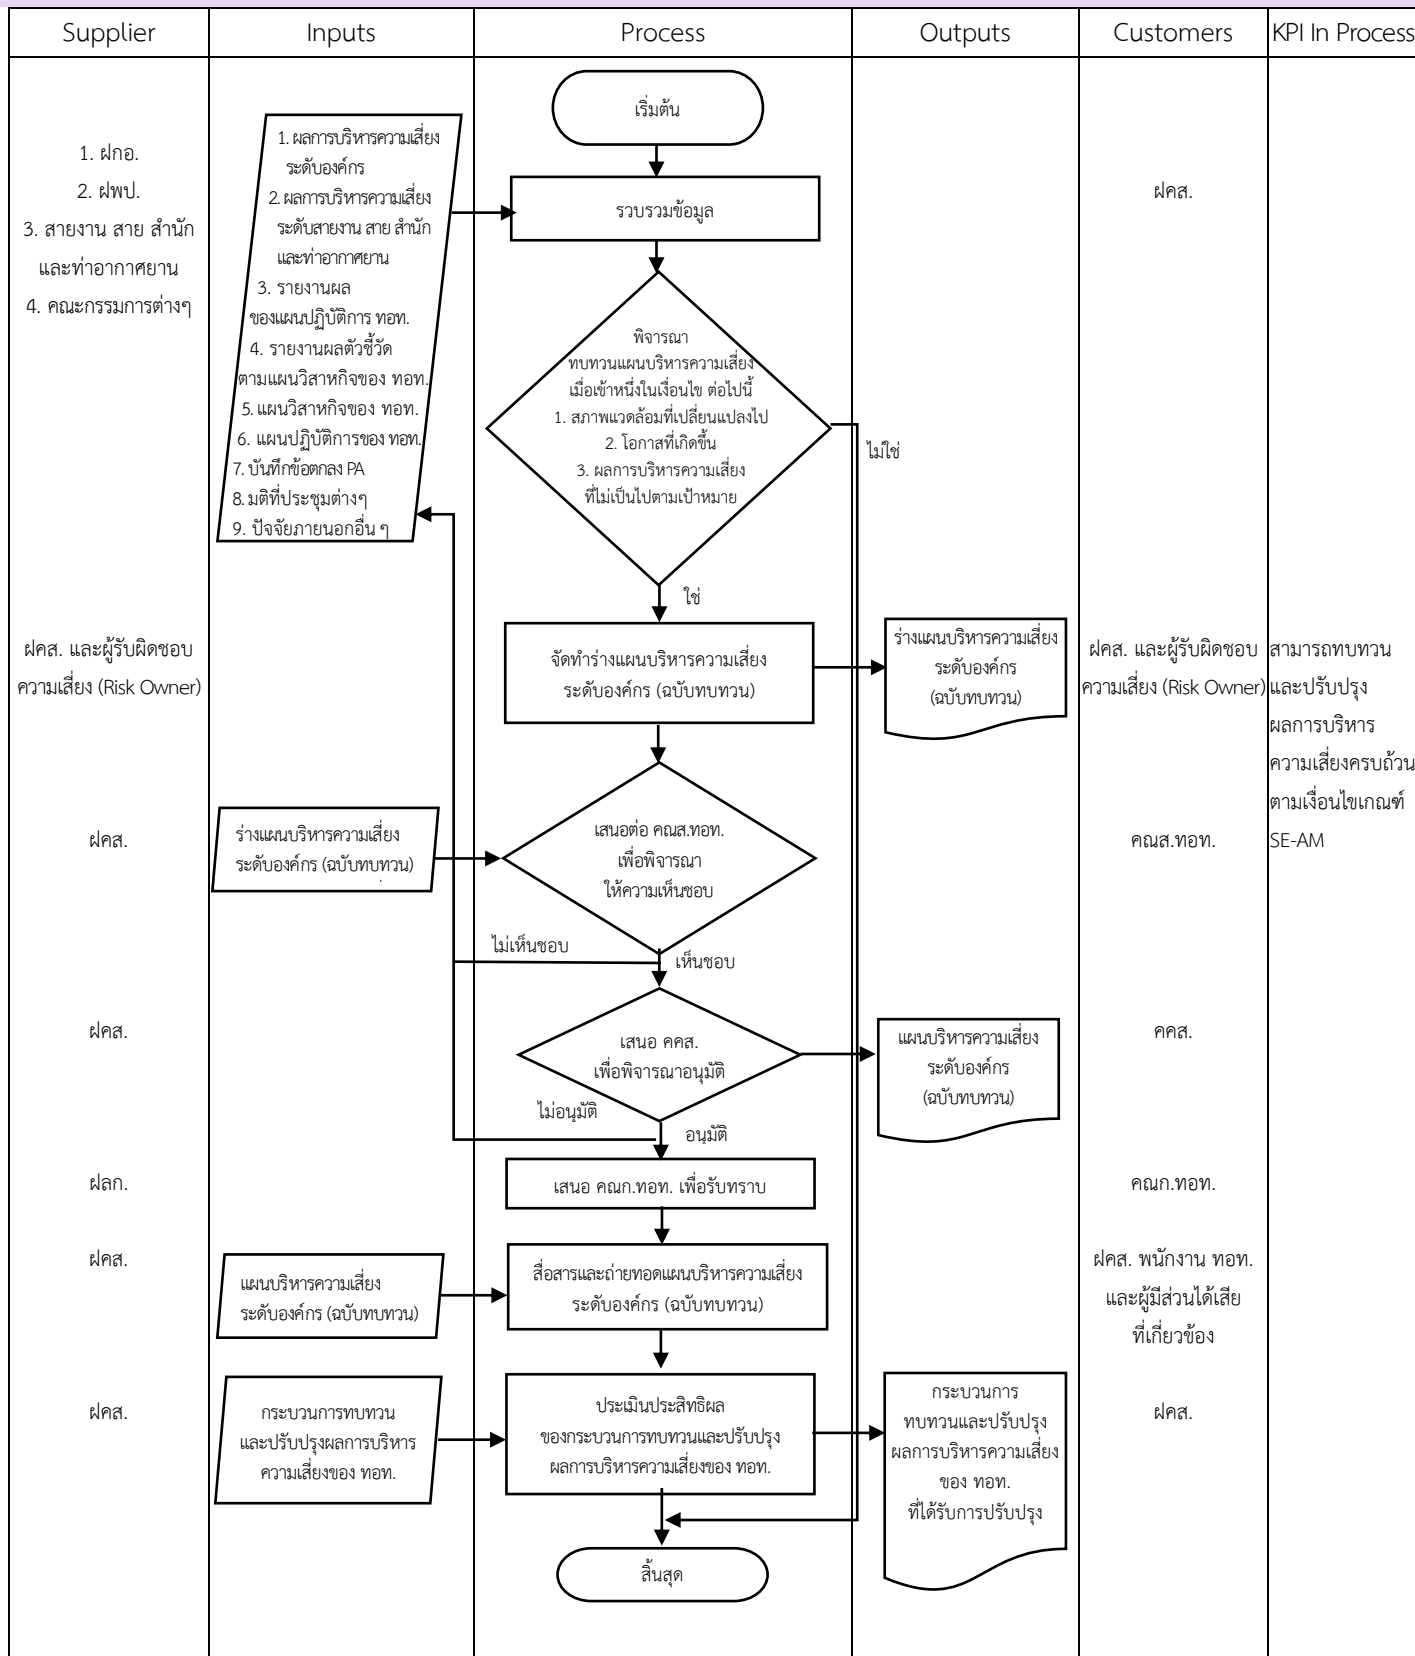 Supplier
Inputs
Process
Outputs
Customers
KPI In Process
เริ่มต้น
1. ฝกอ.
2. ฝพป.
3. สายงาน สาย สำนัก
และท่าอากาศยาน
4. คณะกรรมการต่างๆ
1. ผลการบริหารความเสี่ยง
ระดับองค์กร
2. ผลการบริหารความเสี่ยง
ระดับสายงาน สาย สำนัก
และท่าอากาศยาน
3. รายงานผล
ของแผนปฏิบัติการ ทอท.
4. รายงานผลตัวชี้วัด
ตามแผนวิสาหกิจของ ทอท.
5. แผนวิสาหกิจของ ทอท.
6. แผนปฏิบัติการของ ทอท.
7. บันทึกข้อตกลง PA
8. มติที่ประชุมต่างๆ
9. ปัจจัยภายนอกอื่น ๆ
รวบรวมข้อมูล
ฝคส.
พิจารณา
ทบทวนแผนบริหารความเสี่ยง
เมื่อเข้าหนึ่งในเงื่อนไข ต่อไปนี้
1. สภาพแวดล้อมที่เปลี่ยนแปลงไป
2. โอกาสที่เกิดขึ้น
3. ผลการบริหารความเสี่ยง
ที่ไม่เป็นไปตามเป้าหมาย
ไม่ใช่
ใช่
ฝคส. และผู้รับผิดชอบ
ความเสี่ยง (Risk Owner)
จัดทำร่างแผนบริหารความเสี่ยง
ระดับองค์กร (ฉบับทบทวน)
ร่างแผนบริหารความเสี่ยง
ระดับองค์กร
(ฉบับทบทวน)
ฝคส. และผู้รับผิดชอบ
ความเสี่ยง (Risk Owner)
สามารถทบทวน
และปรับปรุง
ผลการบริหาร
ความเสี่ยงครบถ้วน
ตามเงื่อนไขเกณฑ์
SE-AM
ฝคส.
ร่างแผนบริหารความเสี่ยง
ระดับองค์กร (ฉบับทบทวน)
เสนอต่อ คณส.ทอท.
เพื่อพิจารณา
ให้ความเห็นชอบ
คณส.ทอท.
ไม่เห็นชอบ
เห็นชอบ
ฝคส.
เสนอ คคส.
เพื่อพิจารณาอนุมัติ
แผนบริหารความเสี่ยง
ระดับองค์กร
(ฉบับทบทวน)
คคส.
ไม่อนุมัติ
อนุมัติ
ฝลก.
เสนอ คณก.ทอท. เพื่อรับทราบ
คณก.ทอท.
ฝคส.
แผนบริหารความเสี่ยง
ระดับองค์กร (ฉบับทบทวน)
สื่อสารและถ่ายทอดแผนบริหารความเสี่ยง
ระดับองค์กร (ฉบับทบทวน)
ฝคส. พนักงาน ทอท.
และผู้มีส่วนได้เสีย
ที่เกี่ยวข้อง
ฝคส.
กระบวนการทบทวน
และปรับปรุงผลการบริหาร
ความเสี่ยงของ ทอท.
ประเมินประสิทธิผล
ของกระบวนการทบทวนและปรับปรุง
ผลการบริหารความเสี่ยงของ ทอท.
กระบวนการ
ทบทวนและปรับปรุง
ผลการบริหารความเสี่ยง
ของ ทอท.
ที่ได้รับการปรับปรุง
ฝคส.
สิ้นสุด